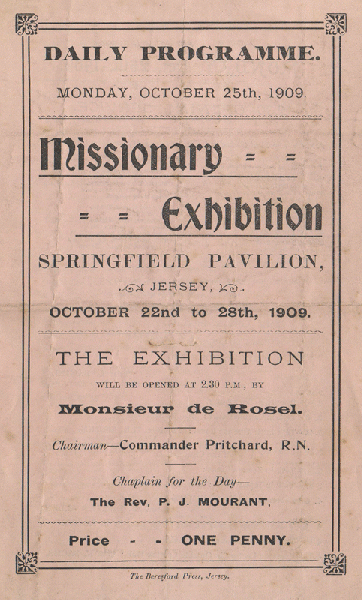 DAILY PROGRAMME.
MONDAY, OCTOBER 25th, 1909.
Missionary = =
= = Exhibition
SPRINGFIELD PAVILION,
JERSEY,
OCTOBER 22nd to 28th, 1909.
THE EXHIBITION
WILL BE OPENED AT 2.30 P.M., BY
Monsieur de Rosel.
Chairman—Commander Pritchard, R.N.
Chaplain for the Day—
The Rev. P. J. MOURANT,
Price - - ONE PENNY.
The Beresford Press, Jersey.